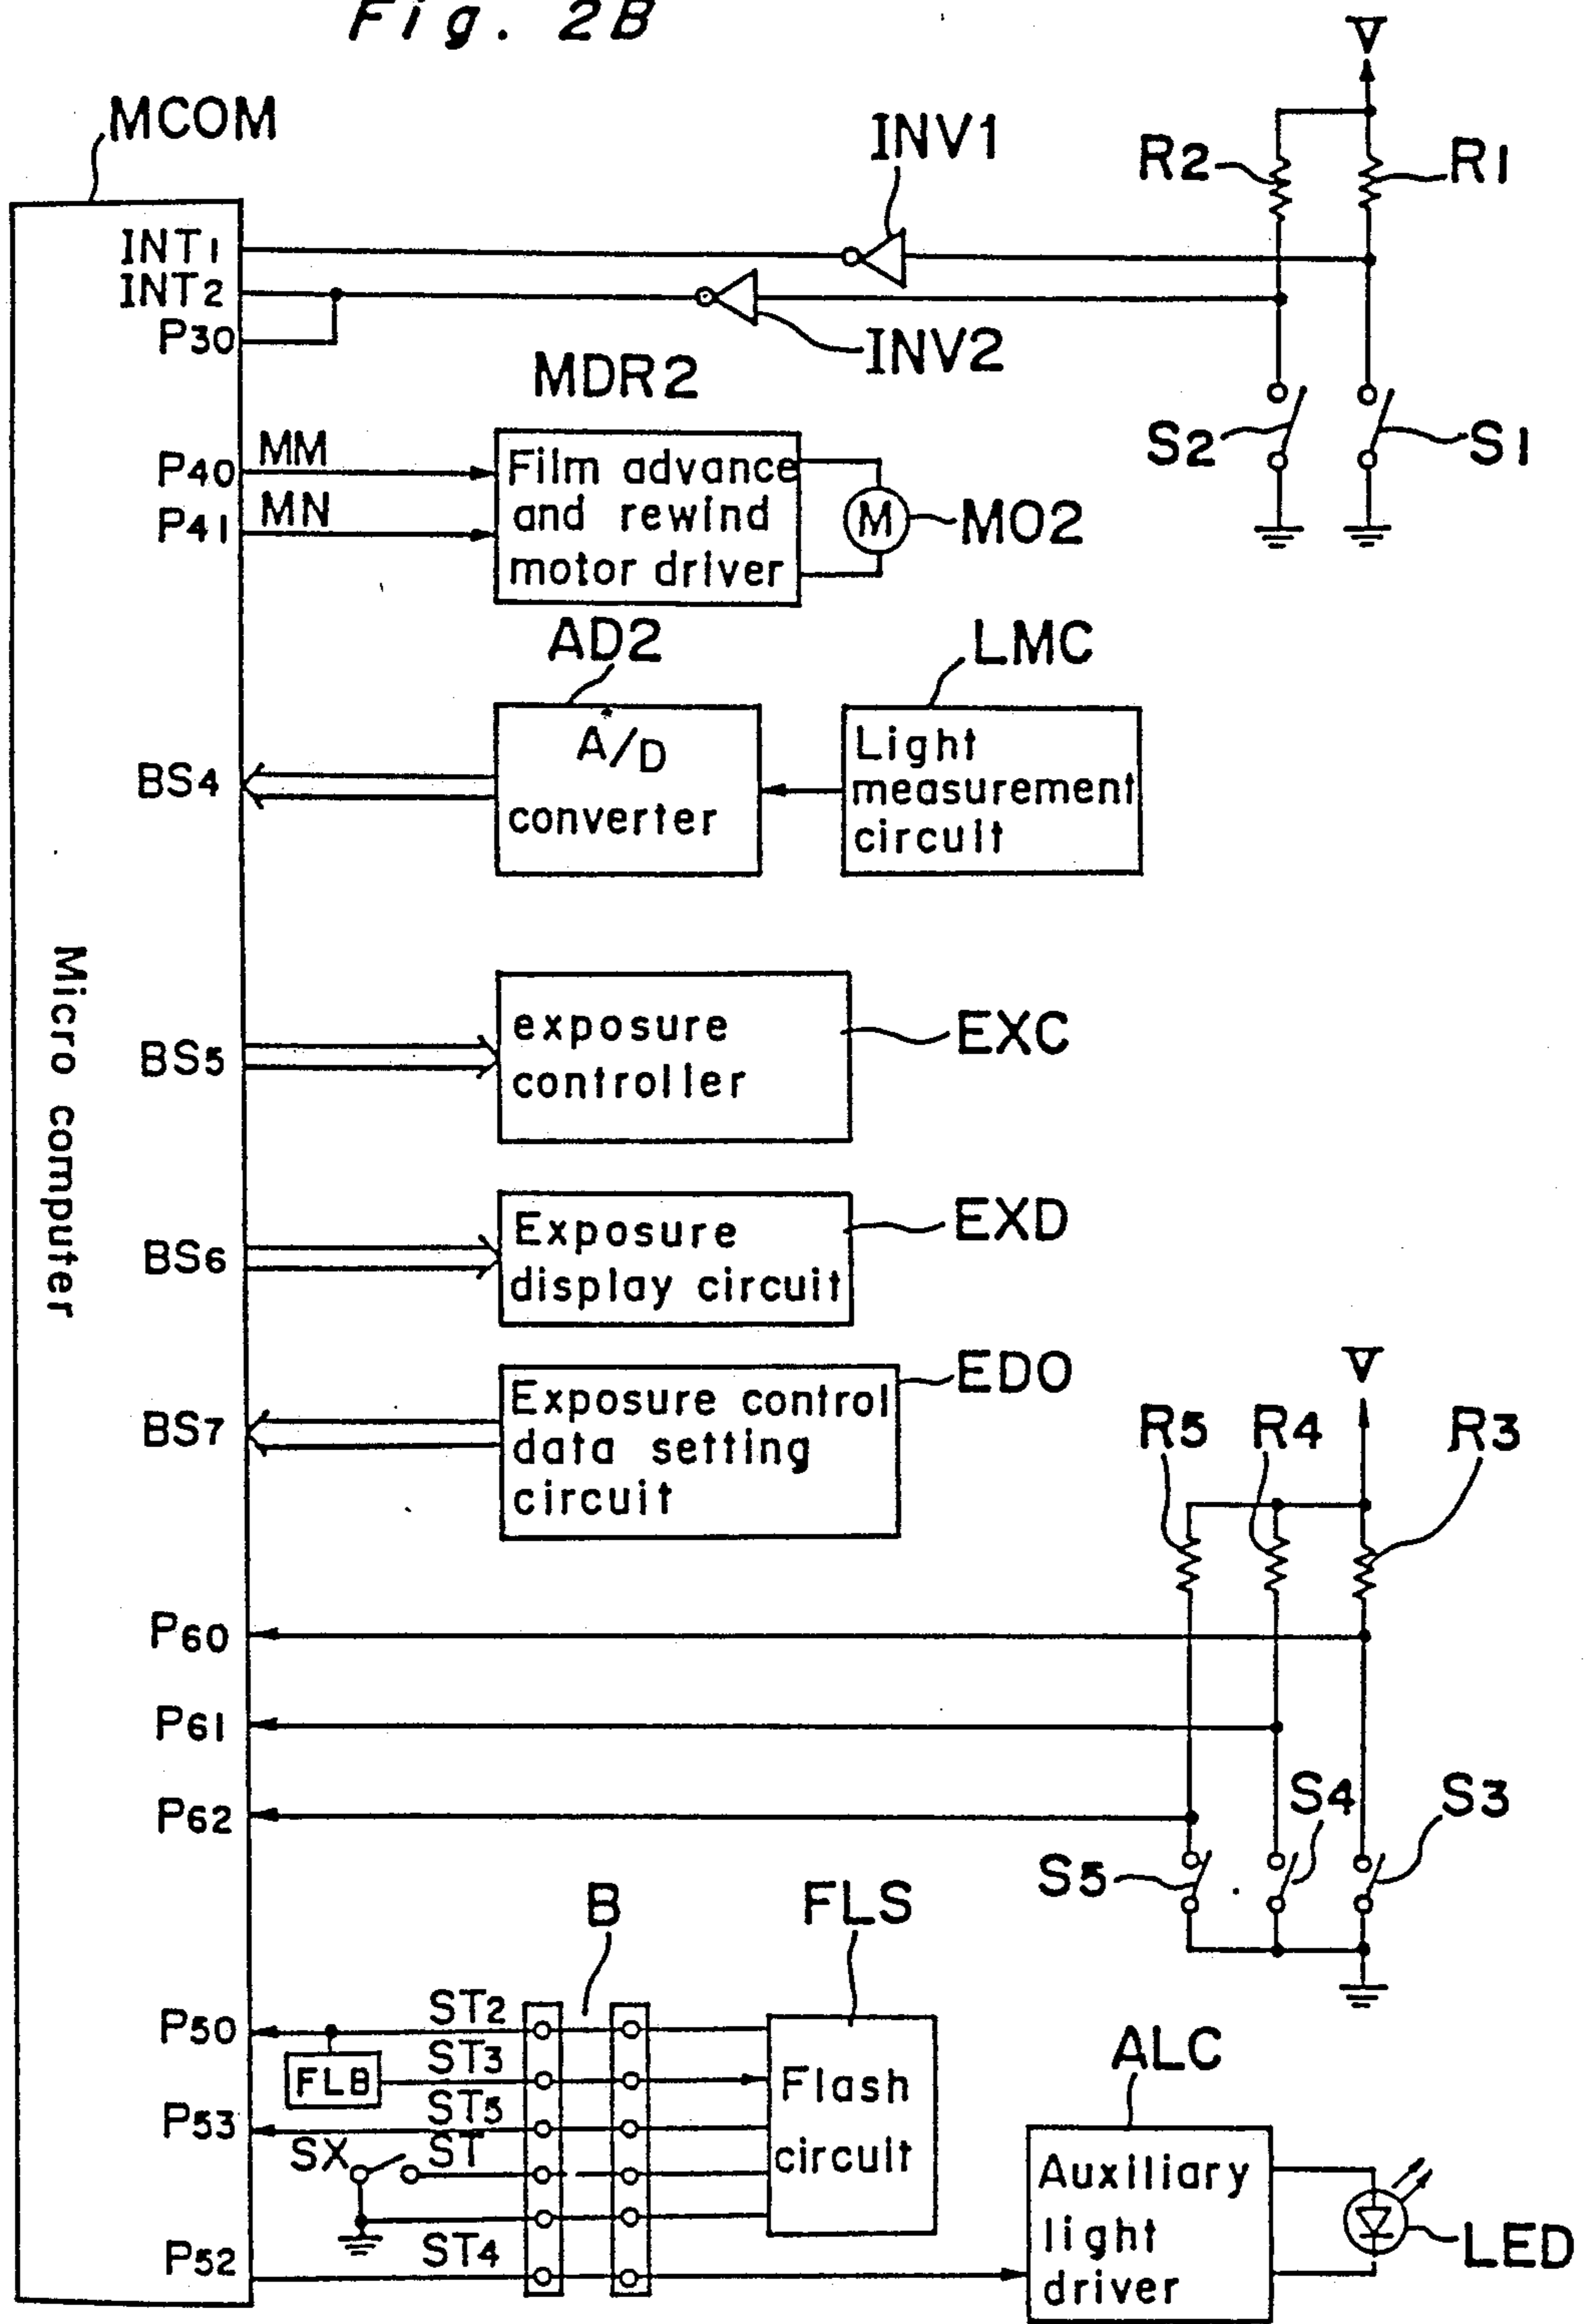 Fig. 2B
V
MCOM
INV1
R2
R1
INT1
INT2
P30
INV2
MDR2
S2
S1
P40
MM
P41
MN
Film advance
and rewind
motor driver
M
MO2
AD2
LMC
BS4
A/D
converter
Light
measurement
circuit
Micro computer
BS5
exposure
controller
EXC
BS6
Exposure
display circuit
EXD
BS7
Exposure control
data setting
circuit
EDO
V
R5
R4
R3
P60
P61
P62
S5
S4
S3
B
FLS
P50
ST2
FLB
ST3
P53
ST5
SX
ST
Flash
circuit
P52
ST4
ALC
Auxiliary
light
driver
LED